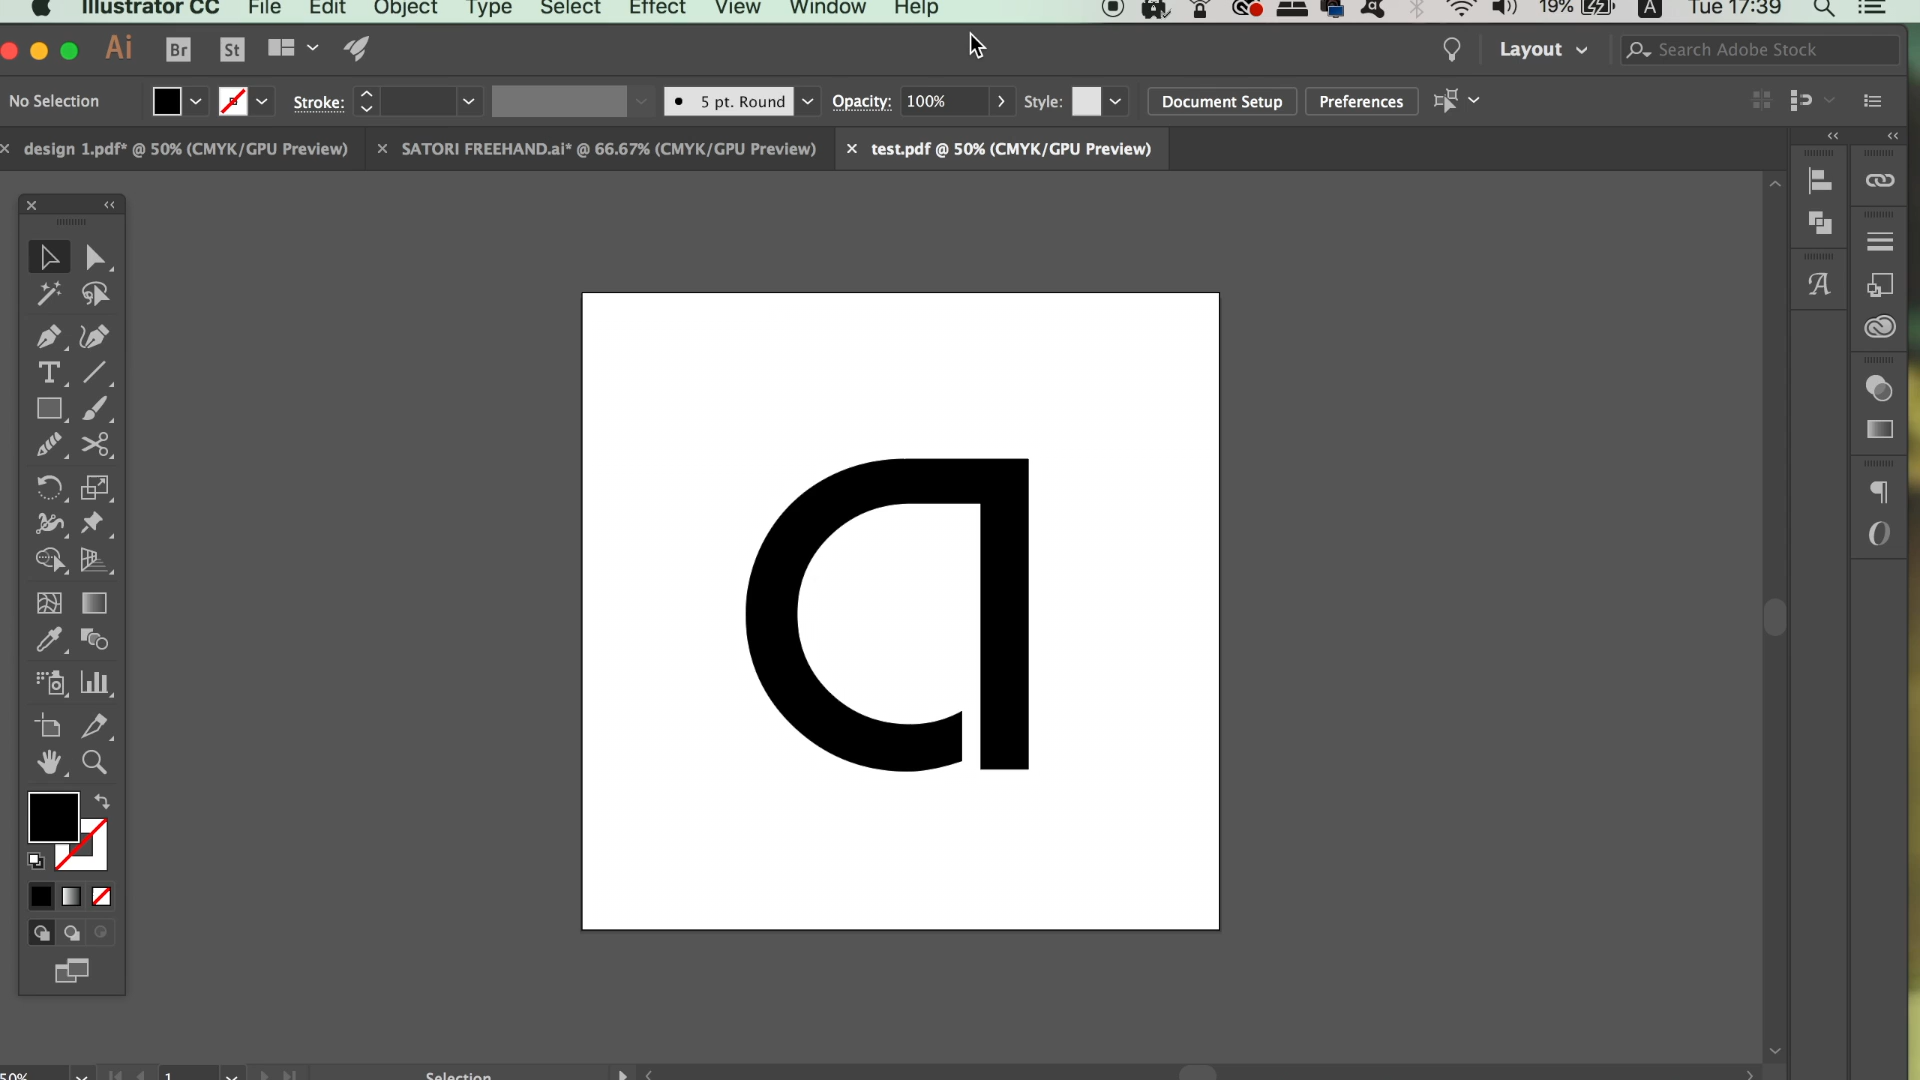 Illustrator CC File Edit Object Type Select Effect View Window Help 19% A Tue 17:39
Ai Br St Layout Search Adobe Stock
No Selection Stroke: 5 pt. Round Opacity: 100% Style: Document Setup Preferences
design 1.pdf* @ 50% (CMYK/GPU Preview) SATORI FREEHAND.ai* @ 66.67% (CMYK/GPU Preview) test.pdf @ 50% (CMYK/GPU Preview)
50% 1 Selection